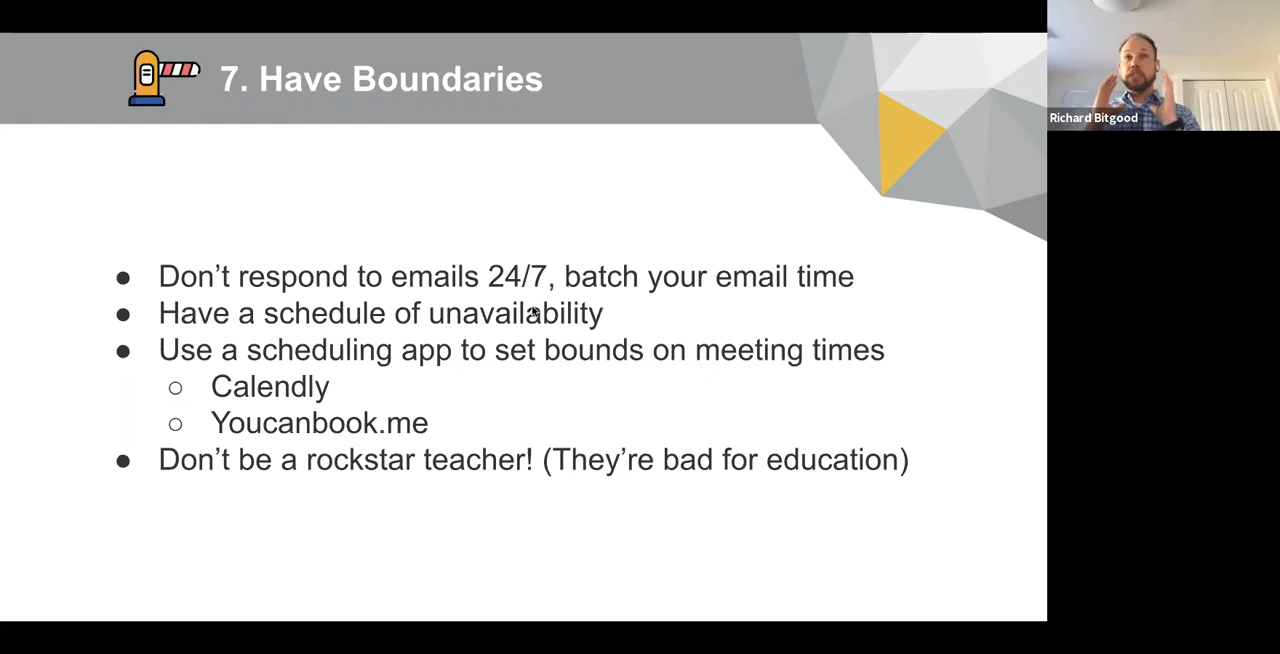 7. Have Boundaries
Richard Bitgood
● Don’t respond to emails 24/7, batch your email time
● Have a schedule of unavailability
● Use a scheduling app to set bounds on meeting times
○ Calendly
○ Youcanbook.me
● Don’t be a rockstar teacher! (They’re bad for education)